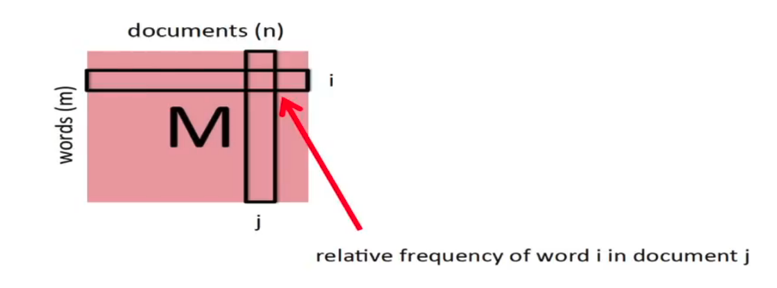 documents (n)
i
words (m)
M
j
relative frequency of word i in document j